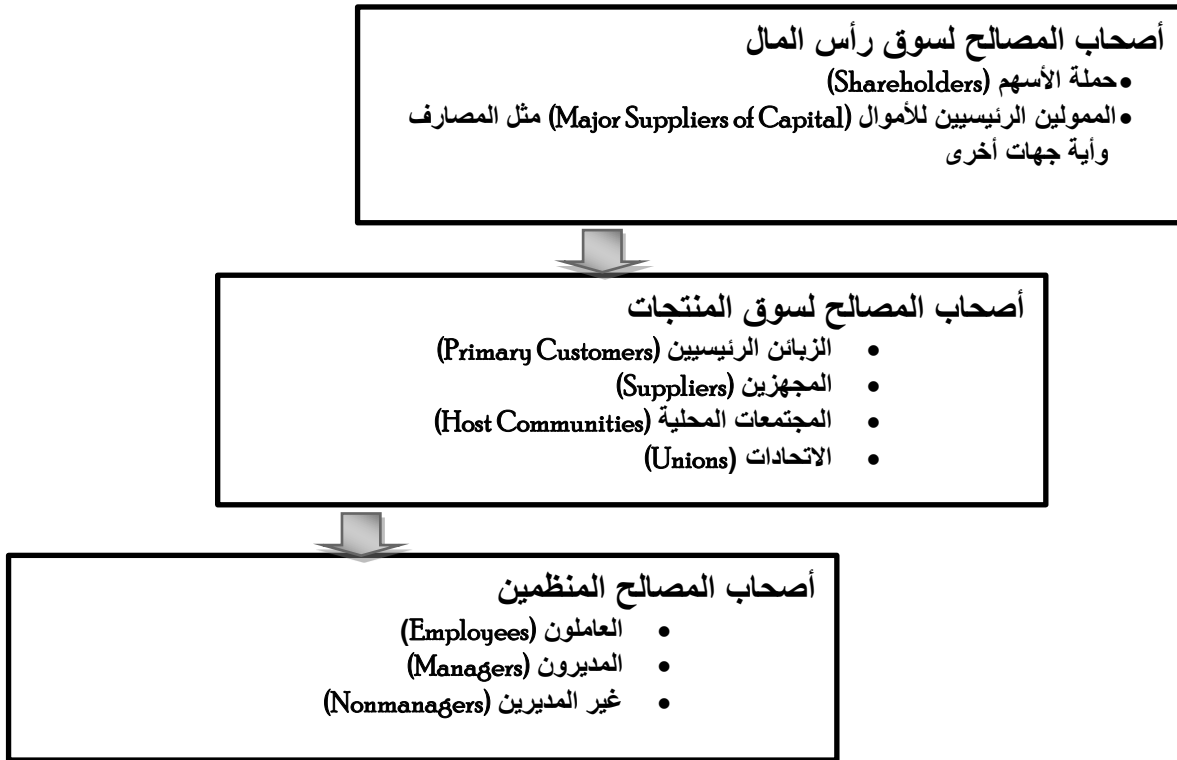 أصحاب المصالح لسوق رأس المال
•حملة الأسهم (Shareholders)
•الممولين الرئيسيين للأموال (Major Suppliers of Capital) مثل المصارف
وأية جهات أخرى
أصحاب المصالح لسوق المنتجات
• الزبائن الرئيسيين (Primary Customers)
• المجهزين (Suppliers)
• المجتمعات المحلية (Host Communities)
• الاتحادات (Unions)
أصحاب المصالح المنظمين
• العاملون (Employees)
• المديرون (Managers)
• غير المديرين (Nonmanagers)